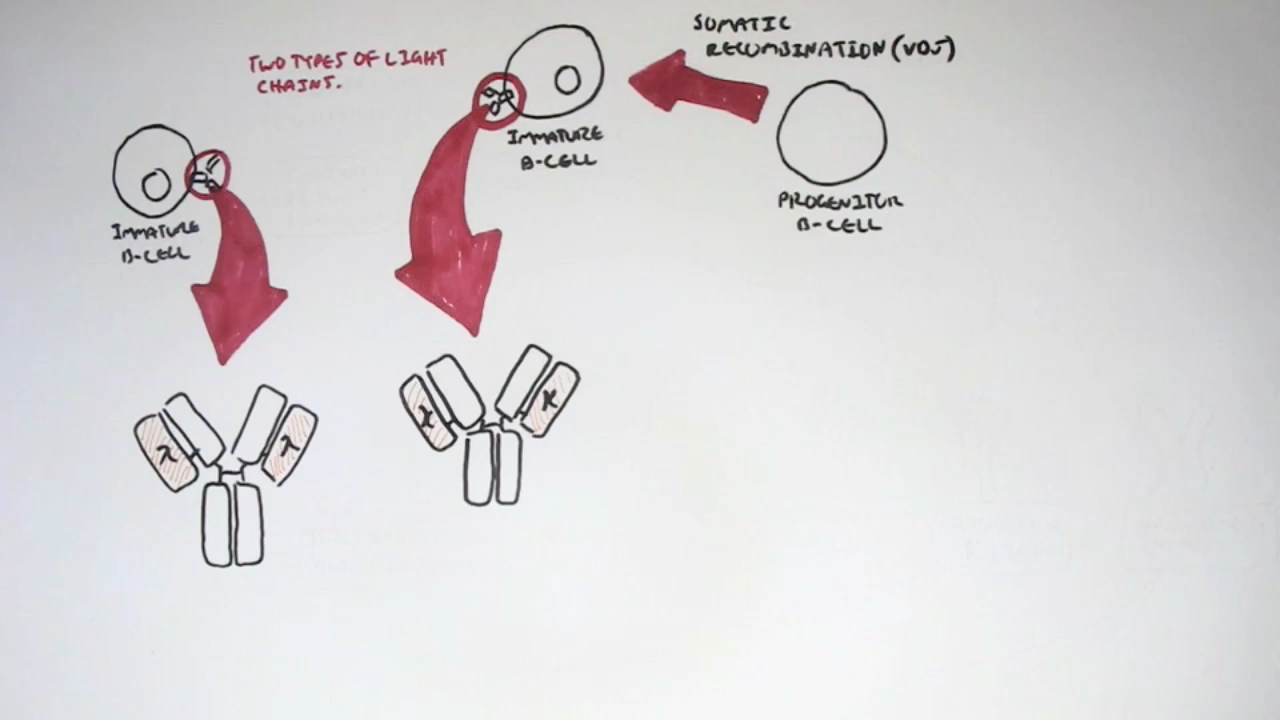 SOMATIC
RECOMBINATION (VDJ)
TWO TYPES OF LIGHT
CHAINS.
IMMATURE
B-CELL
PROGENITOR
B-CELL
IMMATURE
B-CELL
λ
λ
κ
κ